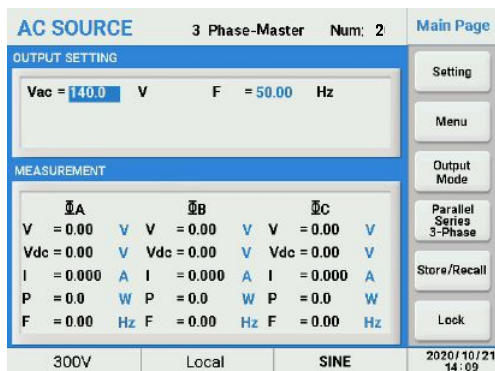 AC SOURCE 3 Phase-Master Num: 2 Main Page
OUTPUT SETTING
Vac = 140.0 V F = 50.00 Hz
Setting
Menu
Output
Mode
Parallel
Series
3-Phase
Store/Recall
Lock
MEASUREMENT
ΦA ΦB ΦC
V = 0.00 V V = 0.00 V V = 0.00 V
Vdc = 0.00 V Vdc = 0.00 V Vdc = 0.00 V
I = 0.000 A I = 0.000 A I = 0.000 A
P = 0.0 W P = 0.0 W P = 0.0 W
F = 0.00 Hz F = 0.00 Hz F = 0.00 Hz
300V Local SINE 2020/10/21
14:09